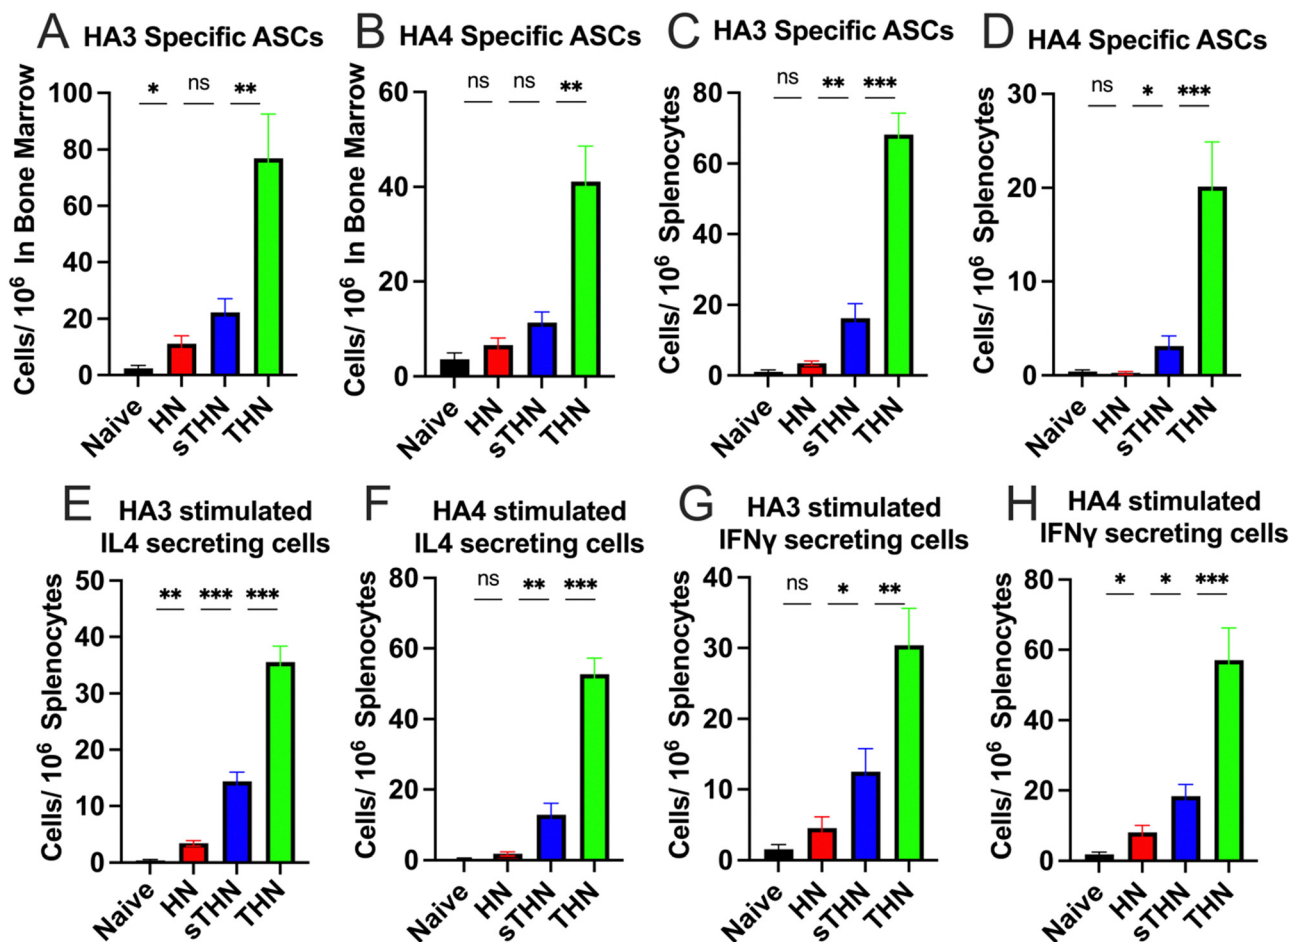 A HA3 Specific ASCs
* ns **
Cells/ 10⁶ In Bone Marrow
100
80
60
40
20
0
Naive HN sTHN THN
B HA4 Specific ASCs
ns ns **
Cells/ 10⁶ In Bone Marrow
60
40
20
0
Naive HN sTHN THN
C HA3 Specific ASCs
ns ** ***
Cells/ 10⁶ Splenocytes
80
60
40
20
0
Naive HN sTHN THN
D HA4 Specific ASCs
ns * ***
Cells/ 10⁶ Splenocytes
30
20
10
0
Naive HN sTHN THN
E HA3 stimulated
IL4 secreting cells
** *** ***
Cells/ 10⁶ Splenocytes
50
40
30
20
10
0
Naive HN sTHN THN
F HA4 stimulated
IL4 secreting cells
ns ** ***
Cells/ 10⁶ Splenocytes
80
60
40
20
0
Naive HN sTHN THN
G HA3 stimulated
IFNγ secreting cells
ns * **
Cells/ 10⁶ Splenocytes
40
30
20
10
0
Naive HN sTHN THN
H HA4 stimulated
IFNγ secreting cells
* * ***
Cells/ 10⁶ Splenocytes
80
60
40
20
0
Naive HN sTHN THN